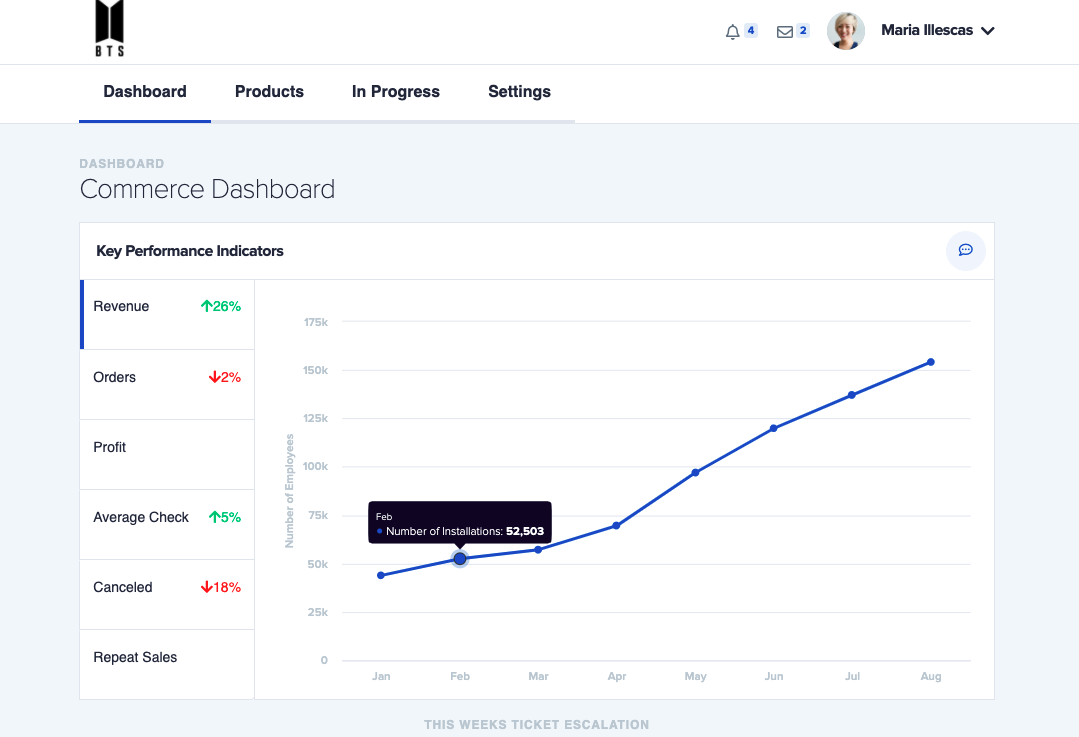 BTS
4
2
Maria Illescas
Dashboard
Products
In Progress
Settings
DASHBOARD
Commerce Dashboard
Key Performance Indicators
Revenue 26%
Orders 2%
Profit
Average Check 5%
Canceled 18%
Repeat Sales
Number of Employees
175k
150k
125k
100k
75k
50k
25k
0
Feb
Number of Installations: 52,503
Jan Feb Mar Apr May Jun Jul Aug
THIS WEEKS TICKET ESCALATION